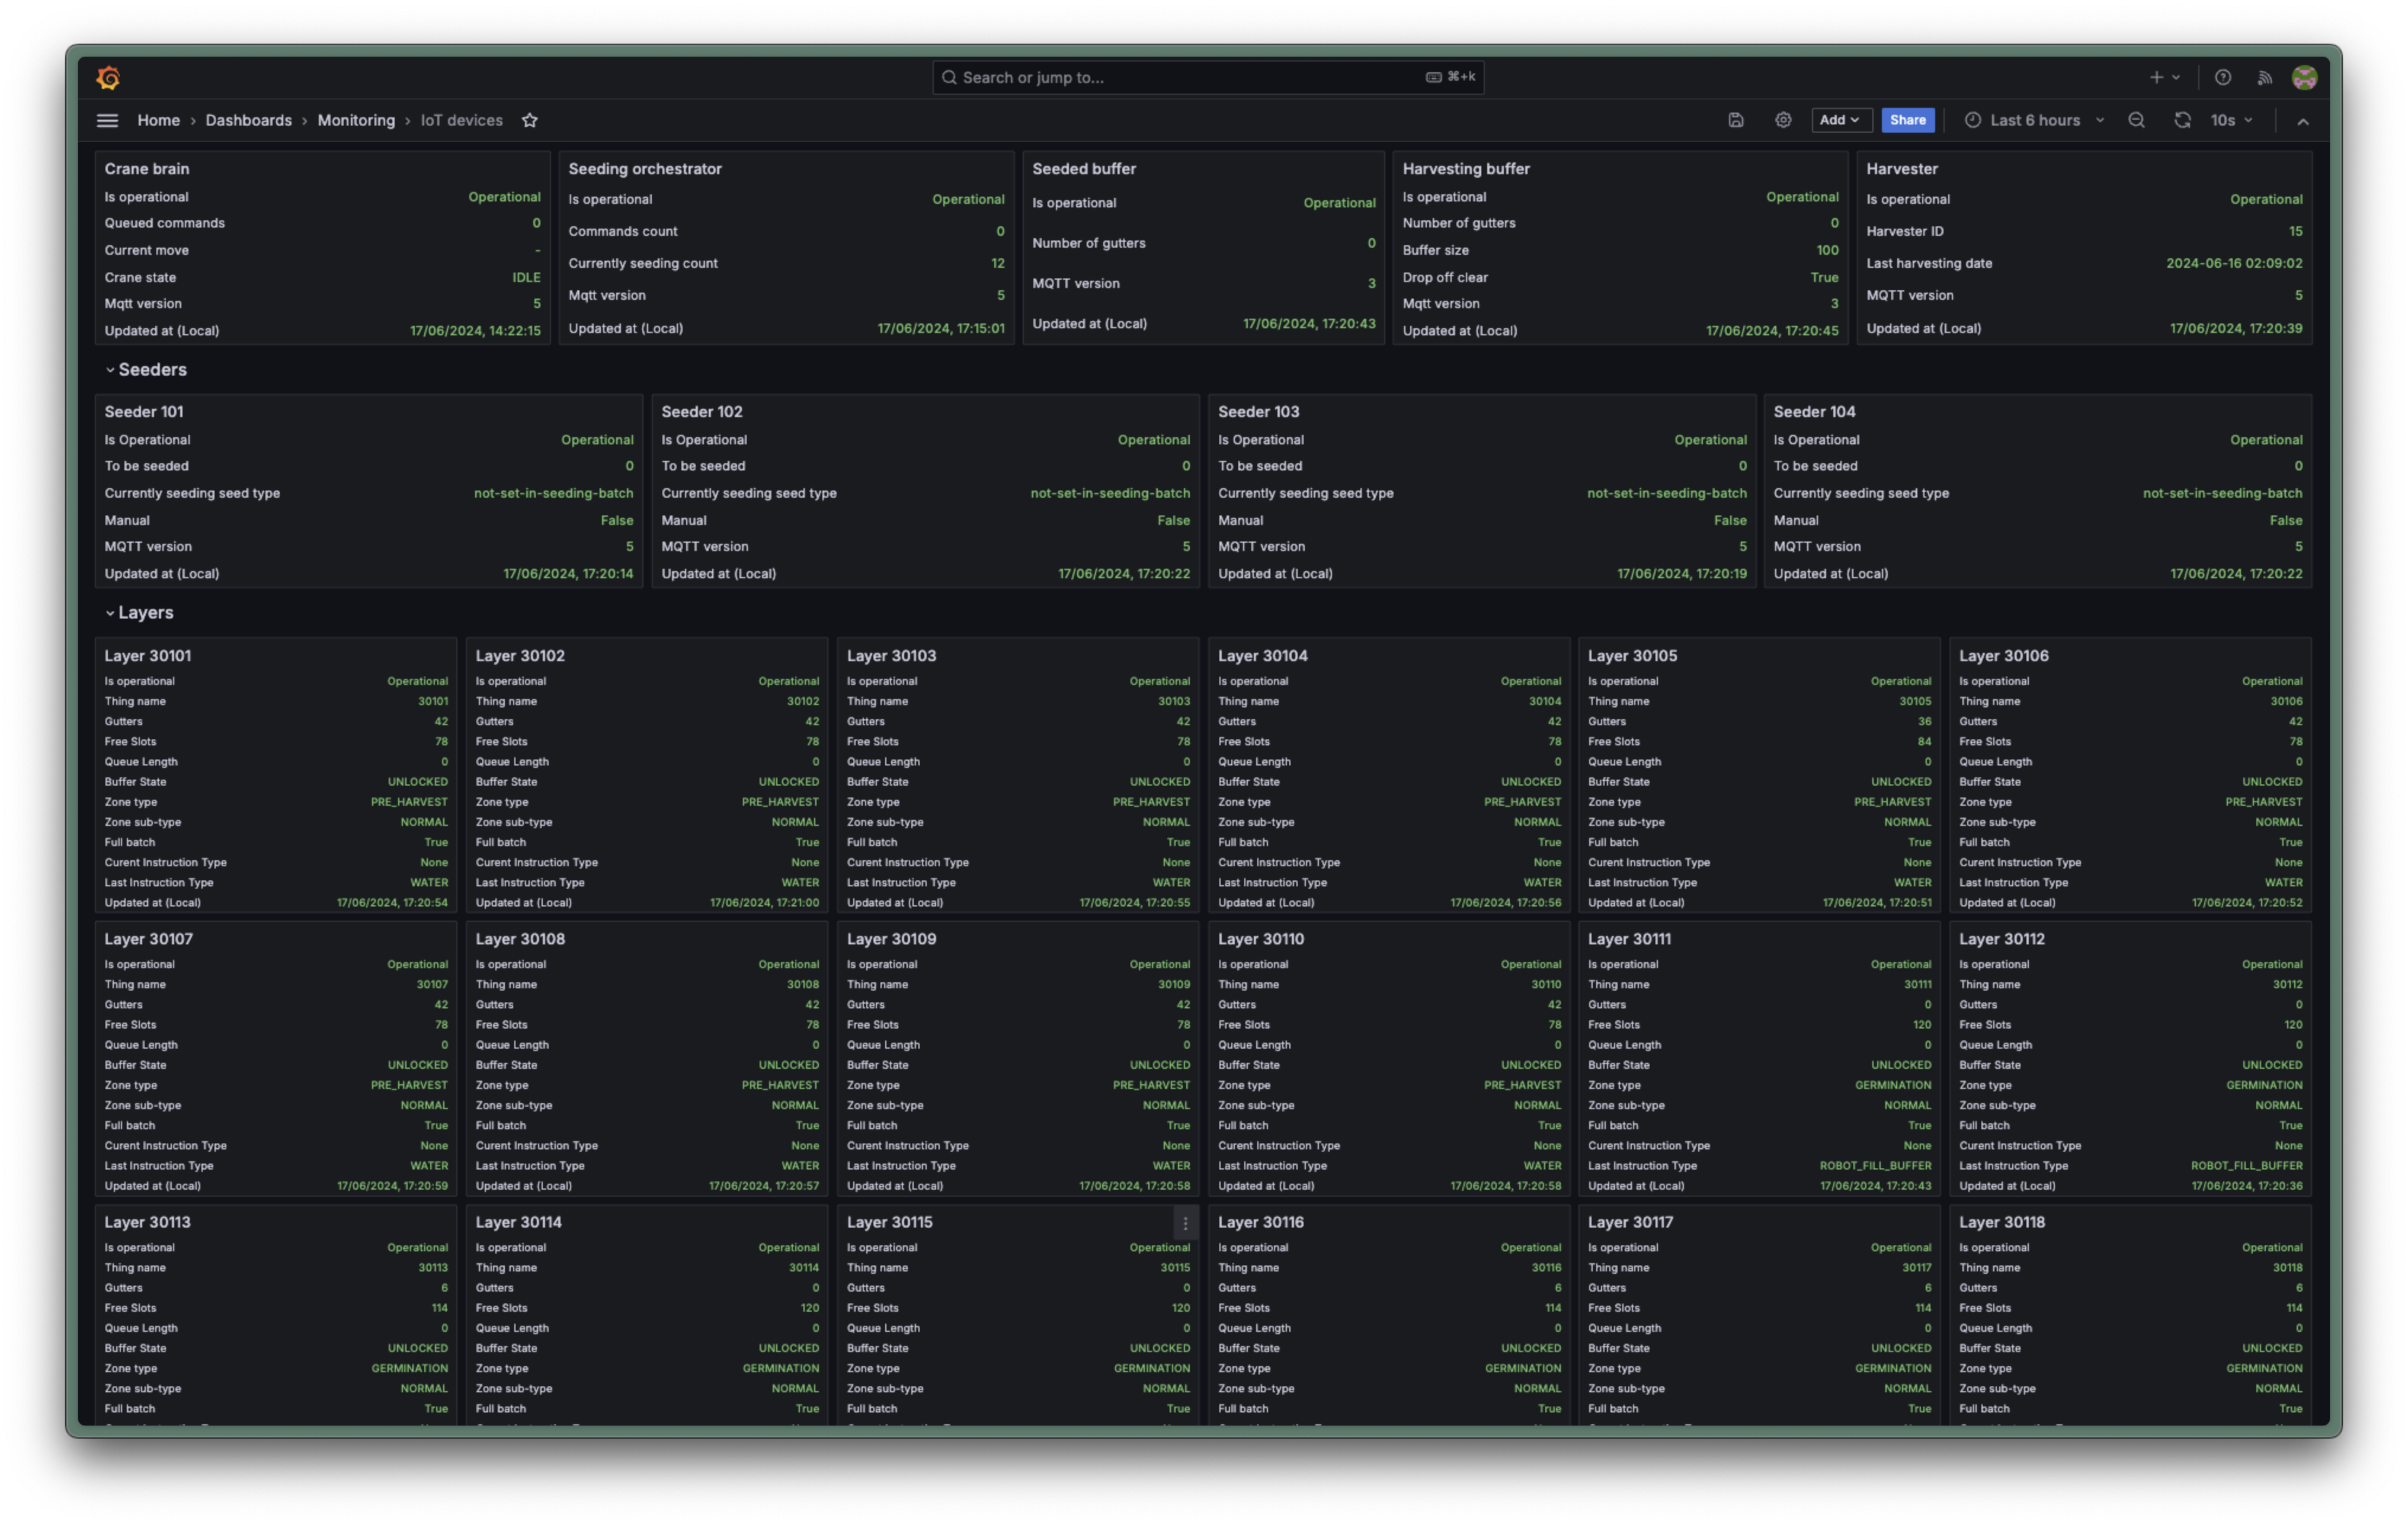 Search or jump to... ⌘+k
Home › Dashboards › Monitoring › IoT devices Add Share Last 6 hours 10s
Crane brain
Is operational Operational
Queued commands 0
Current move -
Crane state IDLE
Mqtt version 5
Updated at (Local) 17/06/2024, 14:22:15
Seeding orchestrator
Is operational Operational
Commands count 0
Currently seeding count 12
Mqtt version 5
Updated at (Local) 17/06/2024, 17:15:01
Seeded buffer
Is operational Operational
Number of gutters 0
MQTT version 3
Updated at (Local) 17/06/2024, 17:20:43
Harvesting buffer
Is operational Operational
Number of gutters 0
Buffer size 100
Drop off clear True
Mqtt version 3
Updated at (Local) 17/06/2024, 17:20:45
Harvester
Is operational Operational
Harvester ID 15
Last harvesting date 2024-06-16 02:09:02
MQTT version 5
Updated at (Local) 17/06/2024, 17:20:39
Seeders
Seeder 101
Is Operational Operational
To be seeded 0
Currently seeding seed type not-set-in-seeding-batch
Manual False
MQTT version 5
Updated at (Local) 17/06/2024, 17:20:14
Seeder 102
Is Operational Operational
To be seeded 0
Currently seeding seed type not-set-in-seeding-batch
Manual False
MQTT version 5
Updated at (Local) 17/06/2024, 17:20:22
Seeder 103
Is Operational Operational
To be seeded 0
Currently seeding seed type not-set-in-seeding-batch
Manual False
MQTT version 5
Updated at (Local) 17/06/2024, 17:20:19
Seeder 104
Is Operational Operational
To be seeded 0
Currently seeding seed type not-set-in-seeding-batch
Manual False
MQTT version 5
Updated at (Local) 17/06/2024, 17:20:22
Layers
Layer 30101
Is operational Operational
Thing name 30101
Gutters 42
Free Slots 78
Queue Length 0
Buffer State UNLOCKED
Zone type PRE_HARVEST
Zone sub-type NORMAL
Full batch True
Curent Instruction Type None
Last Instruction Type WATER
Updated at (Local) 17/06/2024, 17:20:54
Layer 30102
Is operational Operational
Thing name 30102
Gutters 42
Free Slots 78
Queue Length 0
Buffer State UNLOCKED
Zone type PRE_HARVEST
Zone sub-type NORMAL
Full batch True
Curent Instruction Type None
Last Instruction Type WATER
Updated at (Local) 17/06/2024, 17:21:00
Layer 30103
Is operational Operational
Thing name 30103
Gutters 42
Free Slots 78
Queue Length 0
Buffer State UNLOCKED
Zone type PRE_HARVEST
Zone sub-type NORMAL
Full batch True
Curent Instruction Type None
Last Instruction Type WATER
Updated at (Local) 17/06/2024, 17:20:55
Layer 30104
Is operational Operational
Thing name 30104
Gutters 42
Free Slots 78
Queue Length 0
Buffer State UNLOCKED
Zone type PRE_HARVEST
Zone sub-type NORMAL
Full batch True
Curent Instruction Type None
Last Instruction Type WATER
Updated at (Local) 17/06/2024, 17:20:56
Layer 30105
Is operational Operational
Thing name 30105
Gutters 36
Free Slots 84
Queue Length 0
Buffer State UNLOCKED
Zone type PRE_HARVEST
Zone sub-type NORMAL
Full batch True
Curent Instruction Type None
Last Instruction Type WATER
Updated at (Local) 17/06/2024, 17:20:51
Layer 30106
Is operational Operational
Thing name 30106
Gutters 42
Free Slots 78
Queue Length 0
Buffer State UNLOCKED
Zone type PRE_HARVEST
Zone sub-type NORMAL
Full batch True
Curent Instruction Type None
Last Instruction Type WATER
Updated at (Local) 17/06/2024, 17:20:52
Layer 30107
Is operational Operational
Thing name 30107
Gutters 42
Free Slots 78
Queue Length 0
Buffer State UNLOCKED
Zone type PRE_HARVEST
Zone sub-type NORMAL
Full batch True
Curent Instruction Type None
Last Instruction Type WATER
Updated at (Local) 17/06/2024, 17:20:59
Layer 30108
Is operational Operational
Thing name 30108
Gutters 42
Free Slots 78
Queue Length 0
Buffer State UNLOCKED
Zone type PRE_HARVEST
Zone sub-type NORMAL
Full batch True
Curent Instruction Type None
Last Instruction Type WATER
Updated at (Local) 17/06/2024, 17:20:57
Layer 30109
Is operational Operational
Thing name 30109
Gutters 42
Free Slots 78
Queue Length 0
Buffer State UNLOCKED
Zone type PRE_HARVEST
Zone sub-type NORMAL
Full batch True
Curent Instruction Type None
Last Instruction Type WATER
Updated at (Local) 17/06/2024, 17:20:58
Layer 30110
Is operational Operational
Thing name 30110
Gutters 42
Free Slots 78
Queue Length 0
Buffer State UNLOCKED
Zone type PRE_HARVEST
Zone sub-type NORMAL
Full batch True
Curent Instruction Type None
Last Instruction Type WATER
Updated at (Local) 17/06/2024, 17:20:58
Layer 30111
Is operational Operational
Thing name 30111
Gutters 0
Free Slots 120
Queue Length 0
Buffer State UNLOCKED
Zone type GERMINATION
Zone sub-type NORMAL
Full batch True
Curent Instruction Type None
Last Instruction Type ROBOT_FILL_BUFFER
Updated at (Local) 17/06/2024, 17:20:43
Layer 30112
Is operational Operational
Thing name 30112
Gutters 0
Free Slots 120
Queue Length 0
Buffer State UNLOCKED
Zone type GERMINATION
Zone sub-type NORMAL
Full batch True
Curent Instruction Type None
Last Instruction Type ROBOT_FILL_BUFFER
Updated at (Local) 17/06/2024, 17:20:36
Layer 30113
Is operational Operational
Thing name 30113
Gutters 6
Free Slots 114
Queue Length 0
Buffer State UNLOCKED
Zone type GERMINATION
Zone sub-type NORMAL
Full batch True
Layer 30114
Is operational Operational
Thing name 30114
Gutters 0
Free Slots 120
Queue Length 0
Buffer State UNLOCKED
Zone type GERMINATION
Zone sub-type NORMAL
Full batch True
Layer 30115
Is operational Operational
Thing name 30115
Gutters 0
Free Slots 120
Queue Length 0
Buffer State UNLOCKED
Zone type GERMINATION
Zone sub-type NORMAL
Full batch True
Layer 30116
Is operational Operational
Thing name 30116
Gutters 6
Free Slots 114
Queue Length 0
Buffer State UNLOCKED
Zone type GERMINATION
Zone sub-type NORMAL
Full batch True
Layer 30117
Is operational Operational
Thing name 30117
Gutters 6
Free Slots 114
Queue Length 0
Buffer State UNLOCKED
Zone type GERMINATION
Zone sub-type NORMAL
Full batch True
Layer 30118
Is operational Operational
Thing name 30118
Gutters 6
Free Slots 114
Queue Length 0
Buffer State UNLOCKED
Zone type GERMINATION
Zone sub-type NORMAL
Full batch True